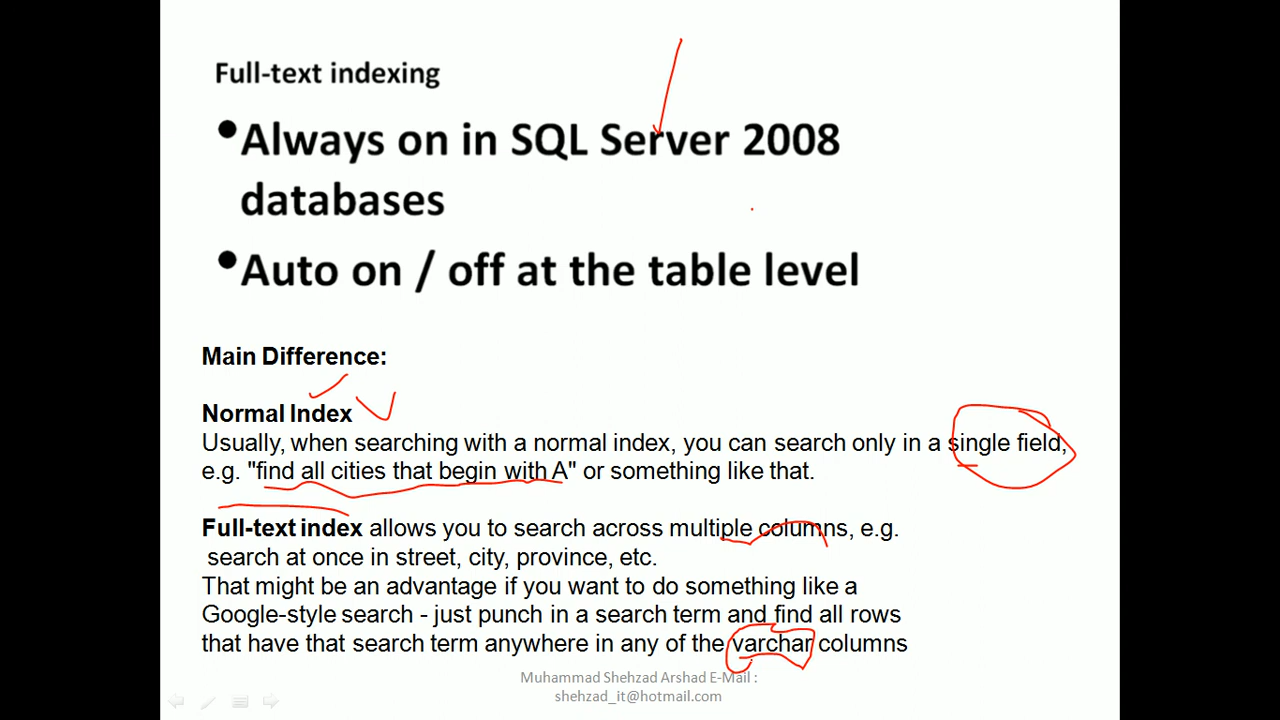 Full-text indexing
•Always on in SQL Server 2008
databases
•Auto on / off at the table level
Main Difference:
Normal Index
Usually, when searching with a normal index, you can search only in a single field,
e.g. "find all cities that begin with A" or something like that.
Full-text index allows you to search across multiple columns, e.g.
search at once in street, city, province, etc.
That might be an advantage if you want to do something like a
Google-style search - just punch in a search term and find all rows
that have that search term anywhere in any of the varchar columns
Muhammad Shehzad Arshad E-Mail :
shehzad_it@hotmail.com